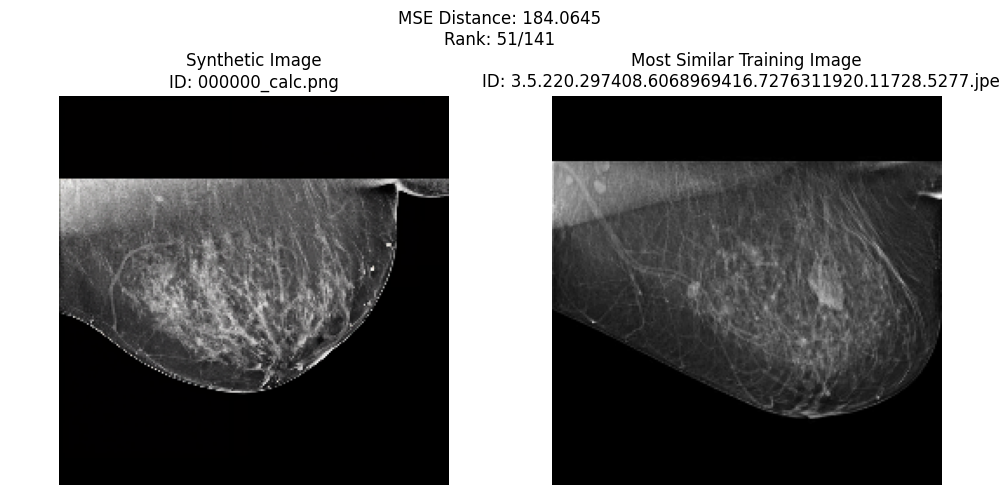 MSE Distance: 184.0645
Rank: 51/141
Synthetic Image
ID: 000000_calc.png
Most Similar Training Image
ID: 3.5.220.297408.6068969416.7276311920.11728.5277.jpe